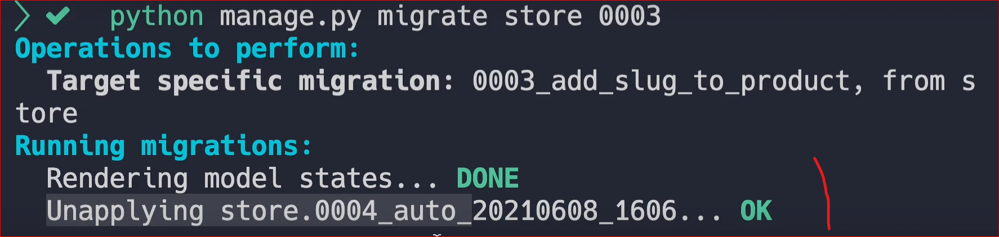 ❯ ✔ python manage.py migrate store 0003
Operations to perform:
Target specific migration: 0003_add_slug_to_product, from s
tore
Running migrations:
Rendering model states... DONE
Unapplying store.0004_auto_20210608_1606... OK